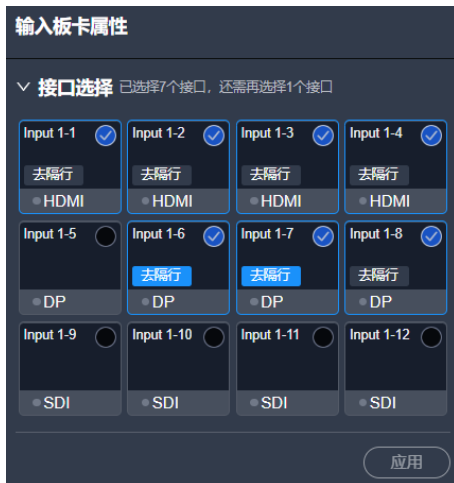 输入板卡属性
接口选择 已选择7个接口，还需再选择1个接口
Input 1-1 Input 1-2 Input 1-3 Input 1-4
去隔行 去隔行 去隔行 去隔行
HDMI HDMI HDMI HDMI
Input 1-5 Input 1-6 Input 1-7 Input 1-8
去隔行 去隔行 去隔行
DP DP DP DP
Input 1-9 Input 1-10 Input 1-11 Input 1-12
SDI SDI SDI SDI
应用